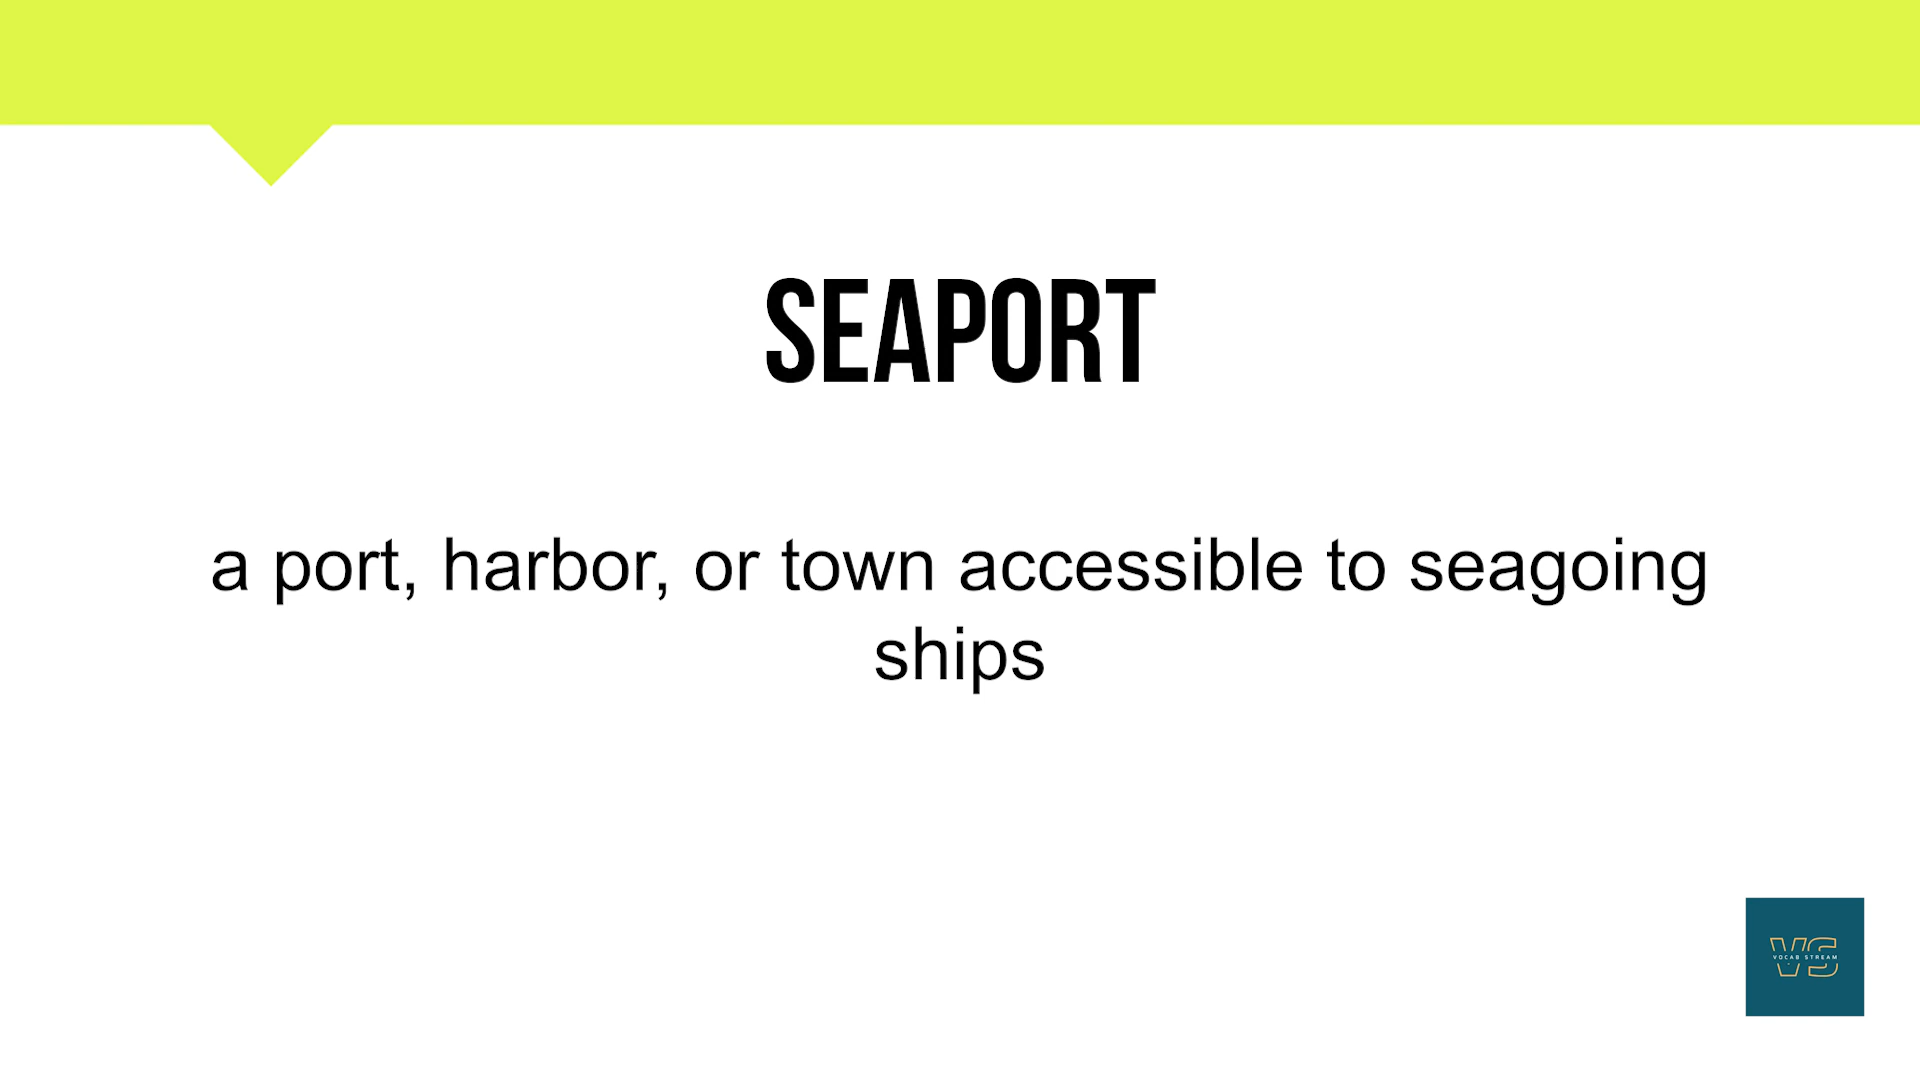 SEAPORT
a port, harbor, or town accessible to seagoing
ships
VS
VOCAB STREAM